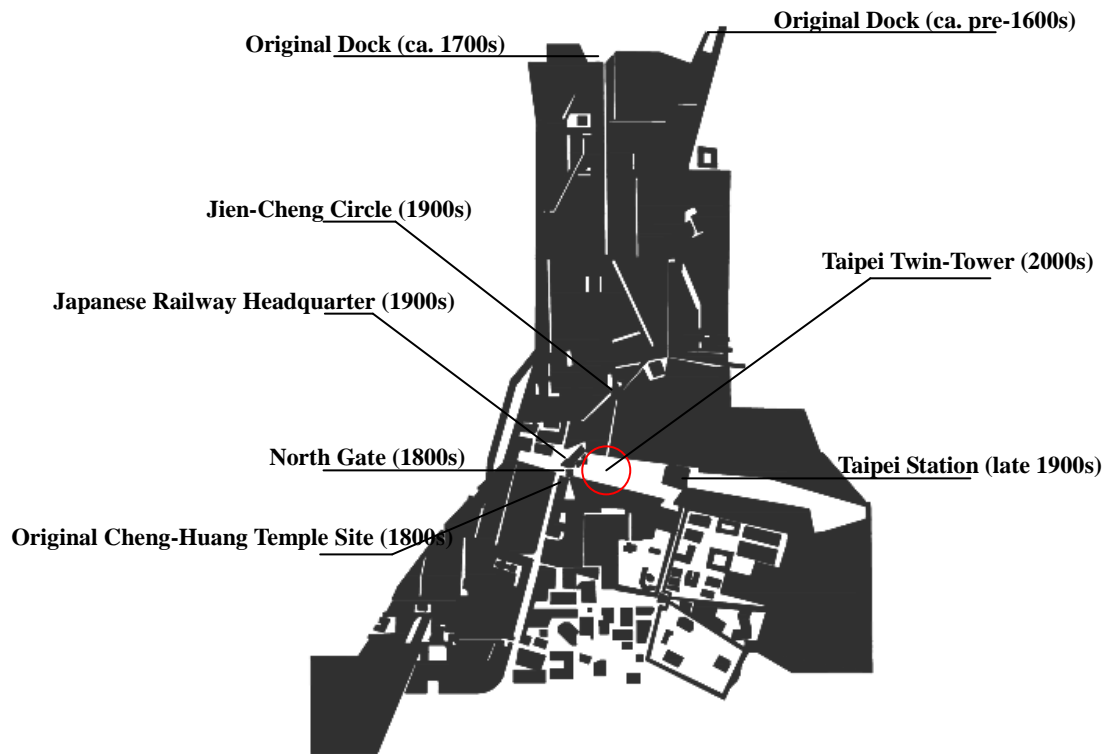 Original Dock (ca. pre-1600s)
Original Dock (ca. 1700s)
Jien-Cheng Circle (1900s)
Taipei Twin-Tower (2000s)
Japanese Railway Headquarter (1900s)
North Gate (1800s)
Taipei Station (late 1900s)
Original Cheng-Huang Temple Site (1800s)